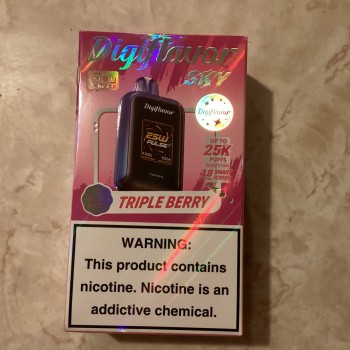 Digiflavor
SKY
Digiflavor
25W
PULSE
UP TO
25K
PUFFS
18
TRIPLE BERRY
WARNING:
This product contains
nicotine. Nicotine is an
addictive chemical.